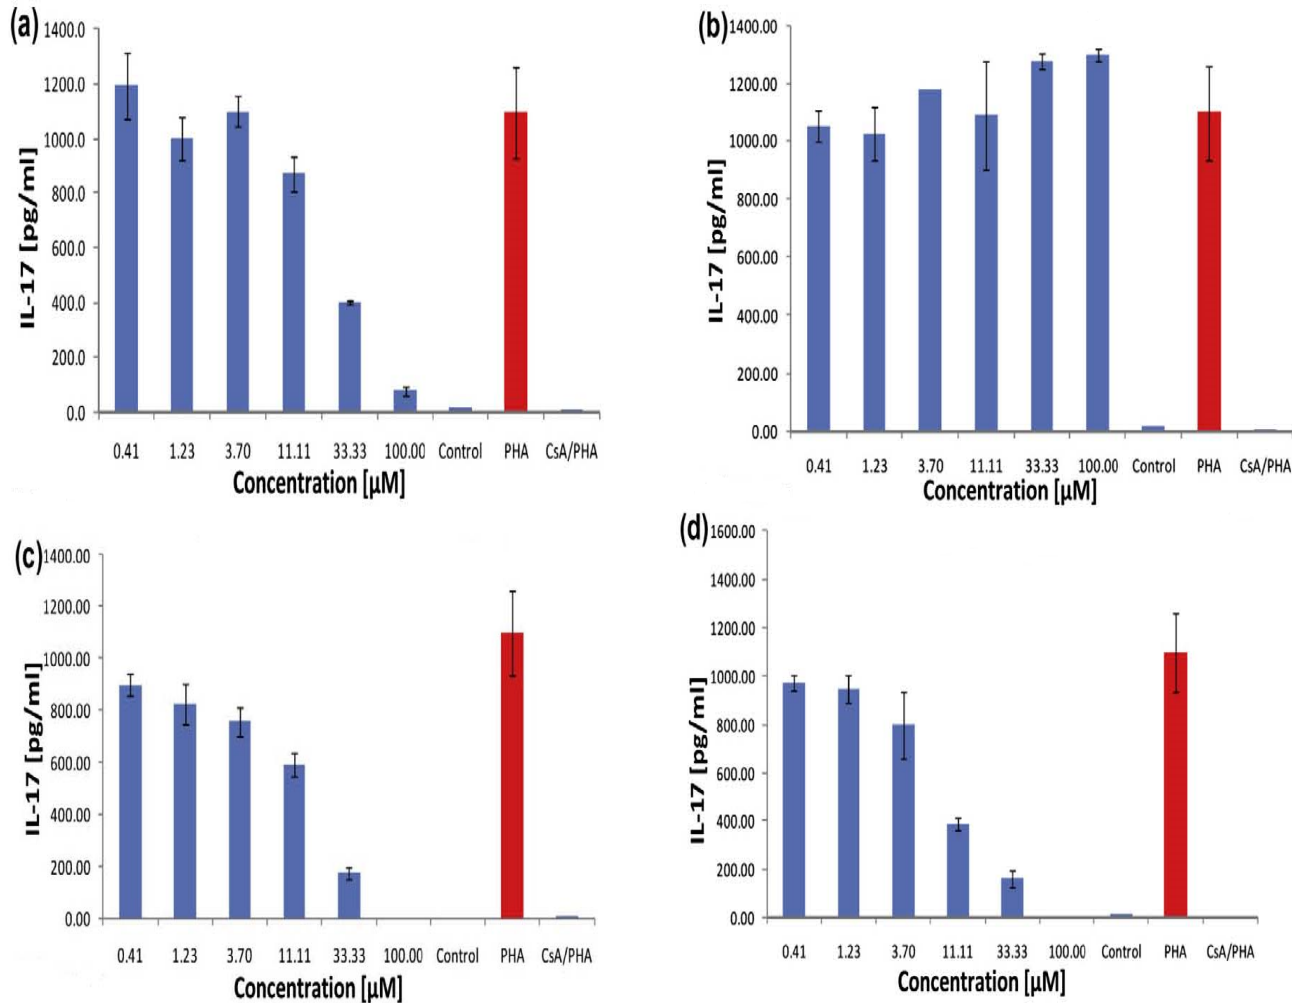 (a)
1400.0
1200.0
1000.0
800.0
600.0
400.0
200.0
0.0
IL-17 [pg/ml]
0.41 1.23 3.70 11.11 33.33 100.00 Control PHA CsA/PHA
Concentration [µM]
(b)
1400.00
1200.00
1000.00
800.00
600.00
400.00
200.00
0.00
IL-17 [pg/ml]
0.41 1.23 3.70 11.11 33.33 100.00 Control PHA CsA/PHA
Concentration [µM]
(c)
1400.00
1200.00
1000.00
800.00
600.00
400.00
200.00
0.00
IL-17 [pg/ml]
0.41 1.23 3.70 11.11 33.33 100.00 Control PHA CsA/PHA
Concentration [µM]
(d)
1600.00
1400.00
1200.00
1000.00
800.00
600.00
400.00
200.00
0.00
IL-17 [pg/ml]
0.41 1.23 3.70 11.11 33.33 100.00 Control PHA CsA/PHA
Concentration [µM]